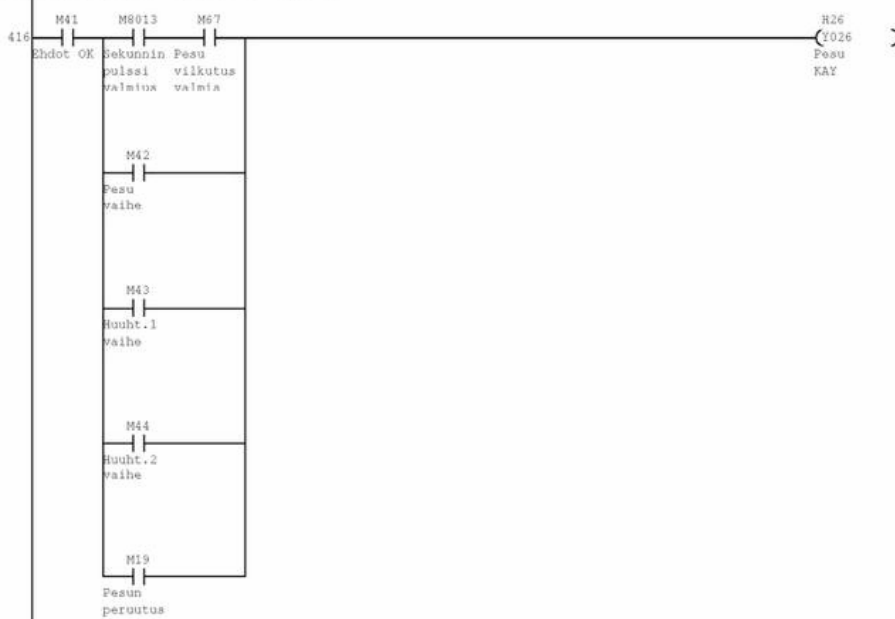 M41 M8013 M67 H26
416 Y026
Ehdot OK Sekunnin Pesu Pesu
pulssi vilkutus KAY
valmius valmis
M42
Pesu
vaihe
M43
Huuht.1
vaihe
M44
Huuht.2
vaihe
M19
Pesun
peruutus